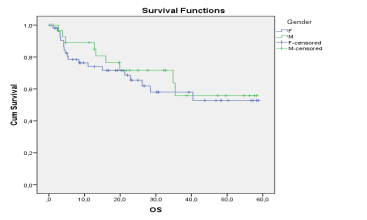 Survival Functions
Gender
F
M
F-censored
M-censored
Cum Survival
1,0
0,8
0,6
0,4
0,2
0,0
,0
10,0
20,0
30,0
40,0
50,0
60,0
OS